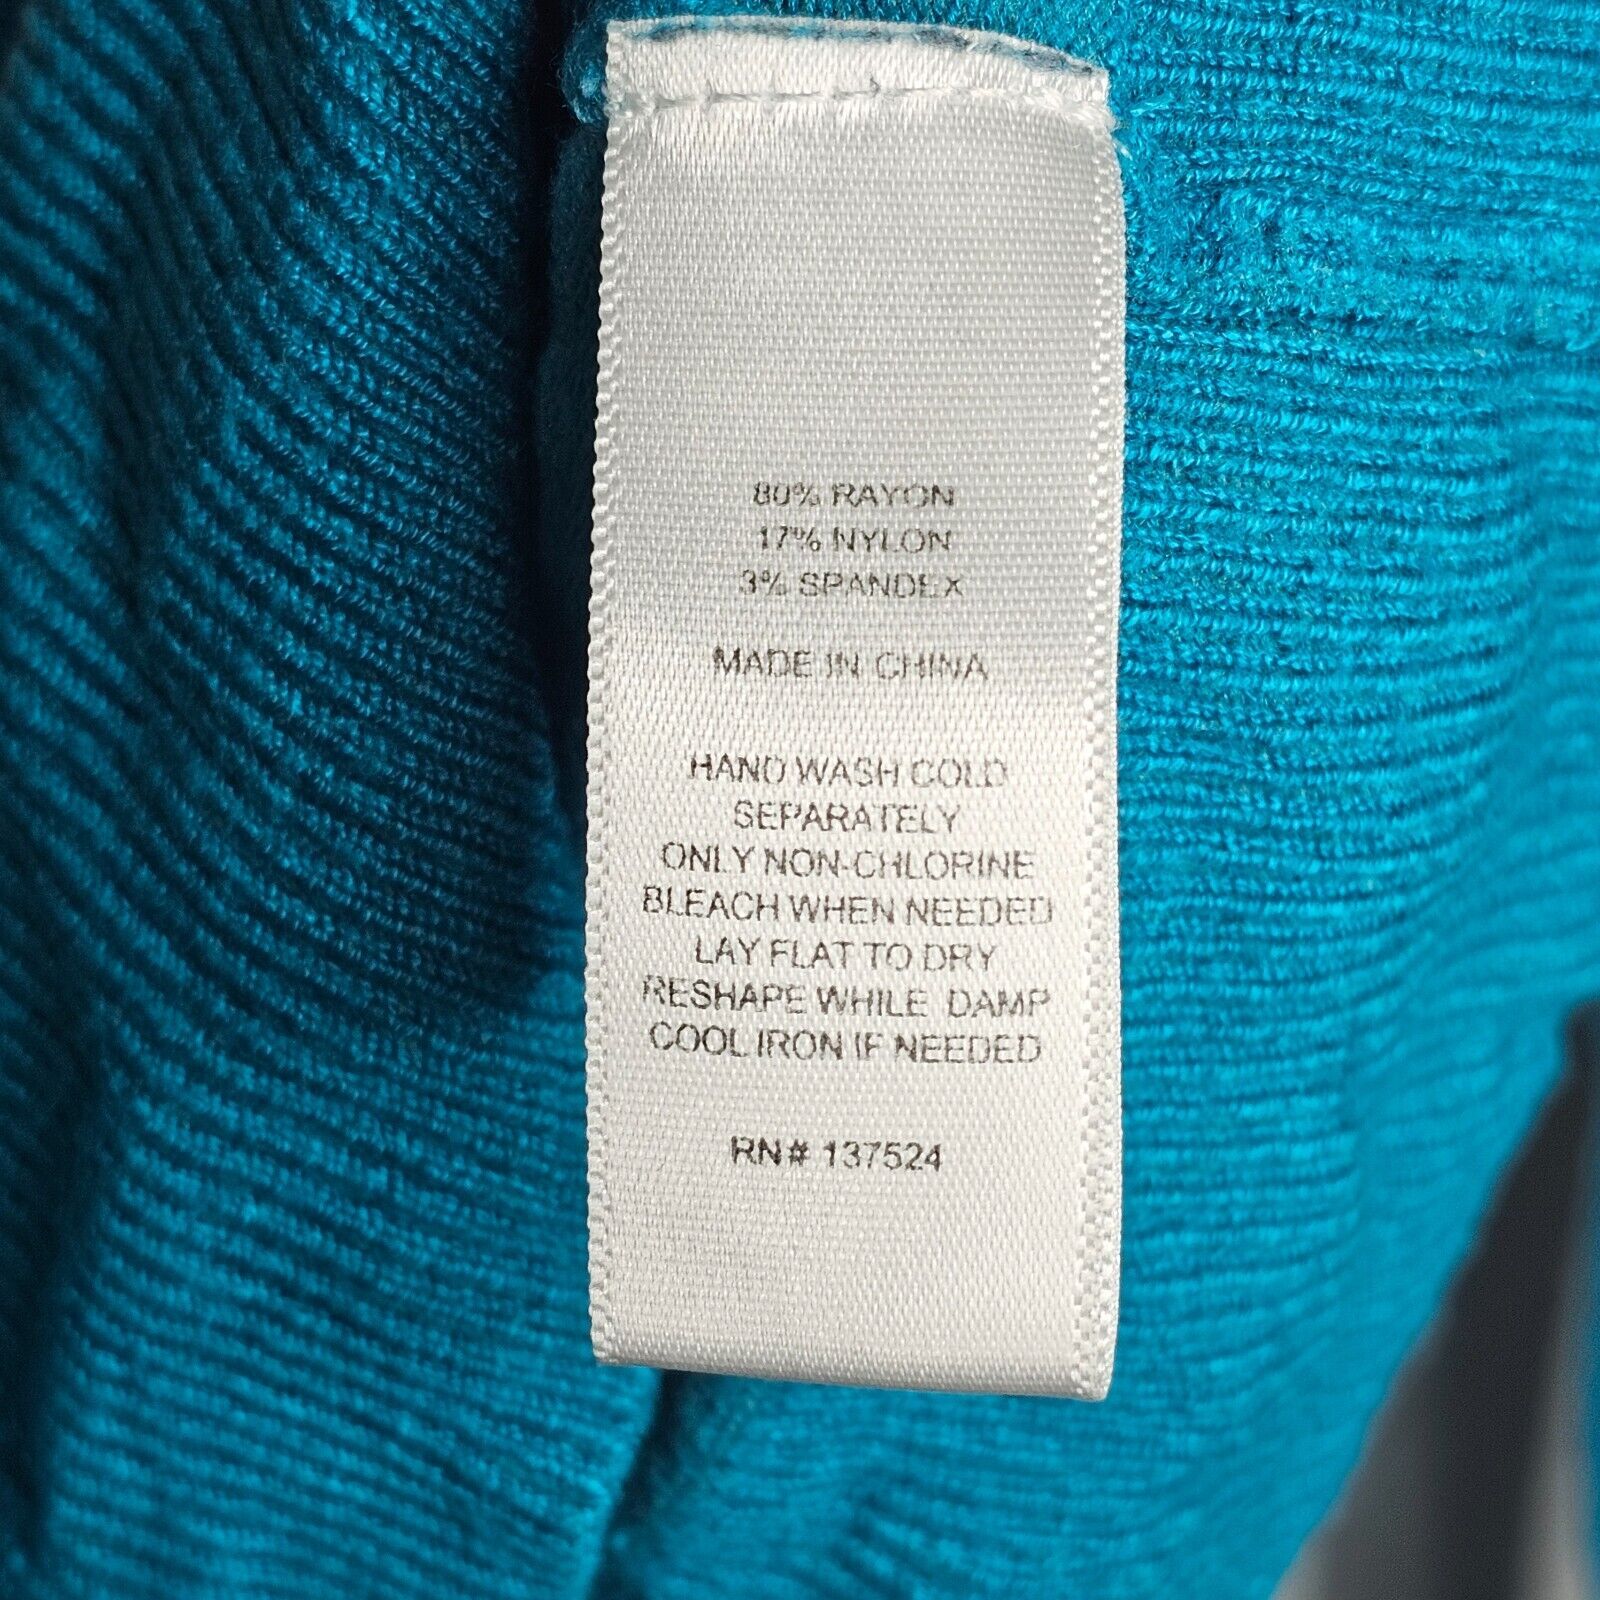 80% RAYON
17% NYLON
3% SPANDEX
MADE IN CHINA
HAND WASH COLD
SEPARATELY
ONLY NON-CHLORINE
BLEACH WHEN NEEDED
LAY FLAT TO DRY
RESHAPE WHILE DAMP
COOL IRON IF NEEDED
RN# 137524